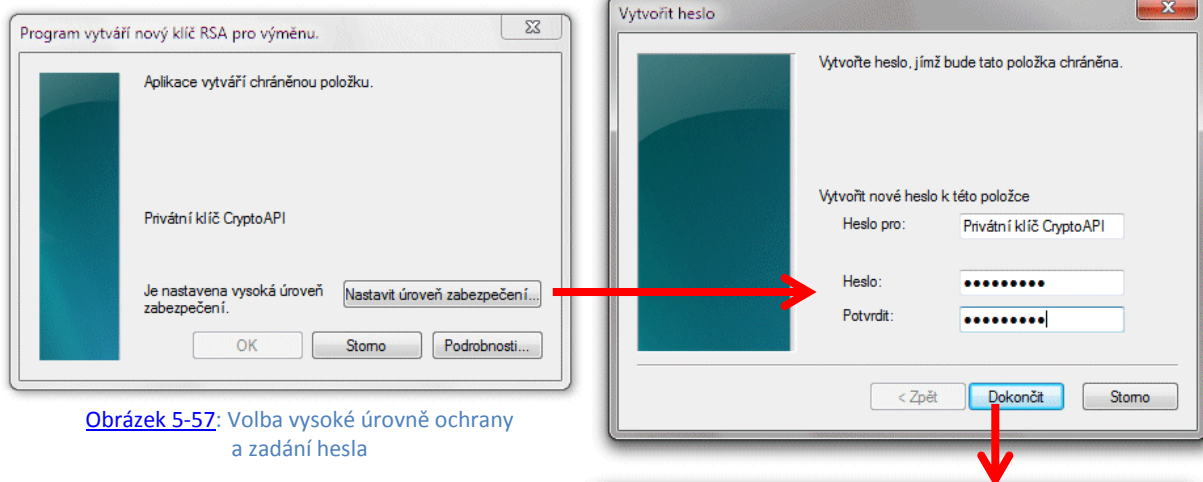 Program vytváří nový klíč RSA pro výměnu.
Aplikace vytváří chráněnou položku.
Privátní klíč CryptoAPI
Je nastavena vysoká úroveň
zabezpečení.
Nastavit úroveň zabezpečení...
OK
Storno
Podrobnosti...
Obrázek 5-57: Volba vysoké úrovně ochrany
a zadání hesla
Vytvořit heslo
Vytvořte heslo, jímž bude tato položka chráněna.
Vytvořit nové heslo k této položce
Heslo pro: Privátní klíč CryptoAPI
Heslo: ●●●●●●●●●
Potvrdit: ●●●●●●●●●
< Zpět
Dokončit
Storno